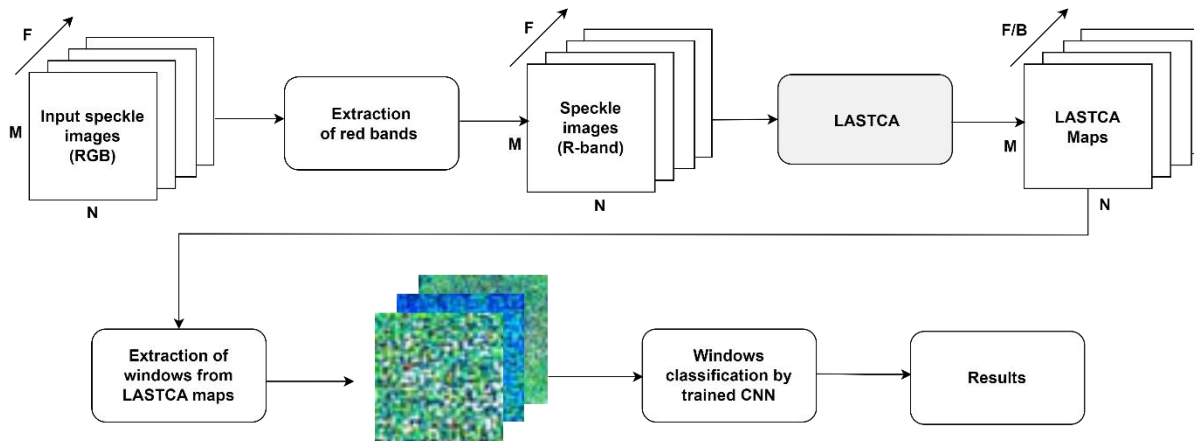 F
M
Input speckle
images
(RGB)
N
Extraction
of red bands
F
M
Speckle
images
(R-band)
N
LASTCA
F/B
M
LASTCA
Maps
N
Extraction of
windows from
LASTCA maps
Windows
classification by
trained CNN
Results